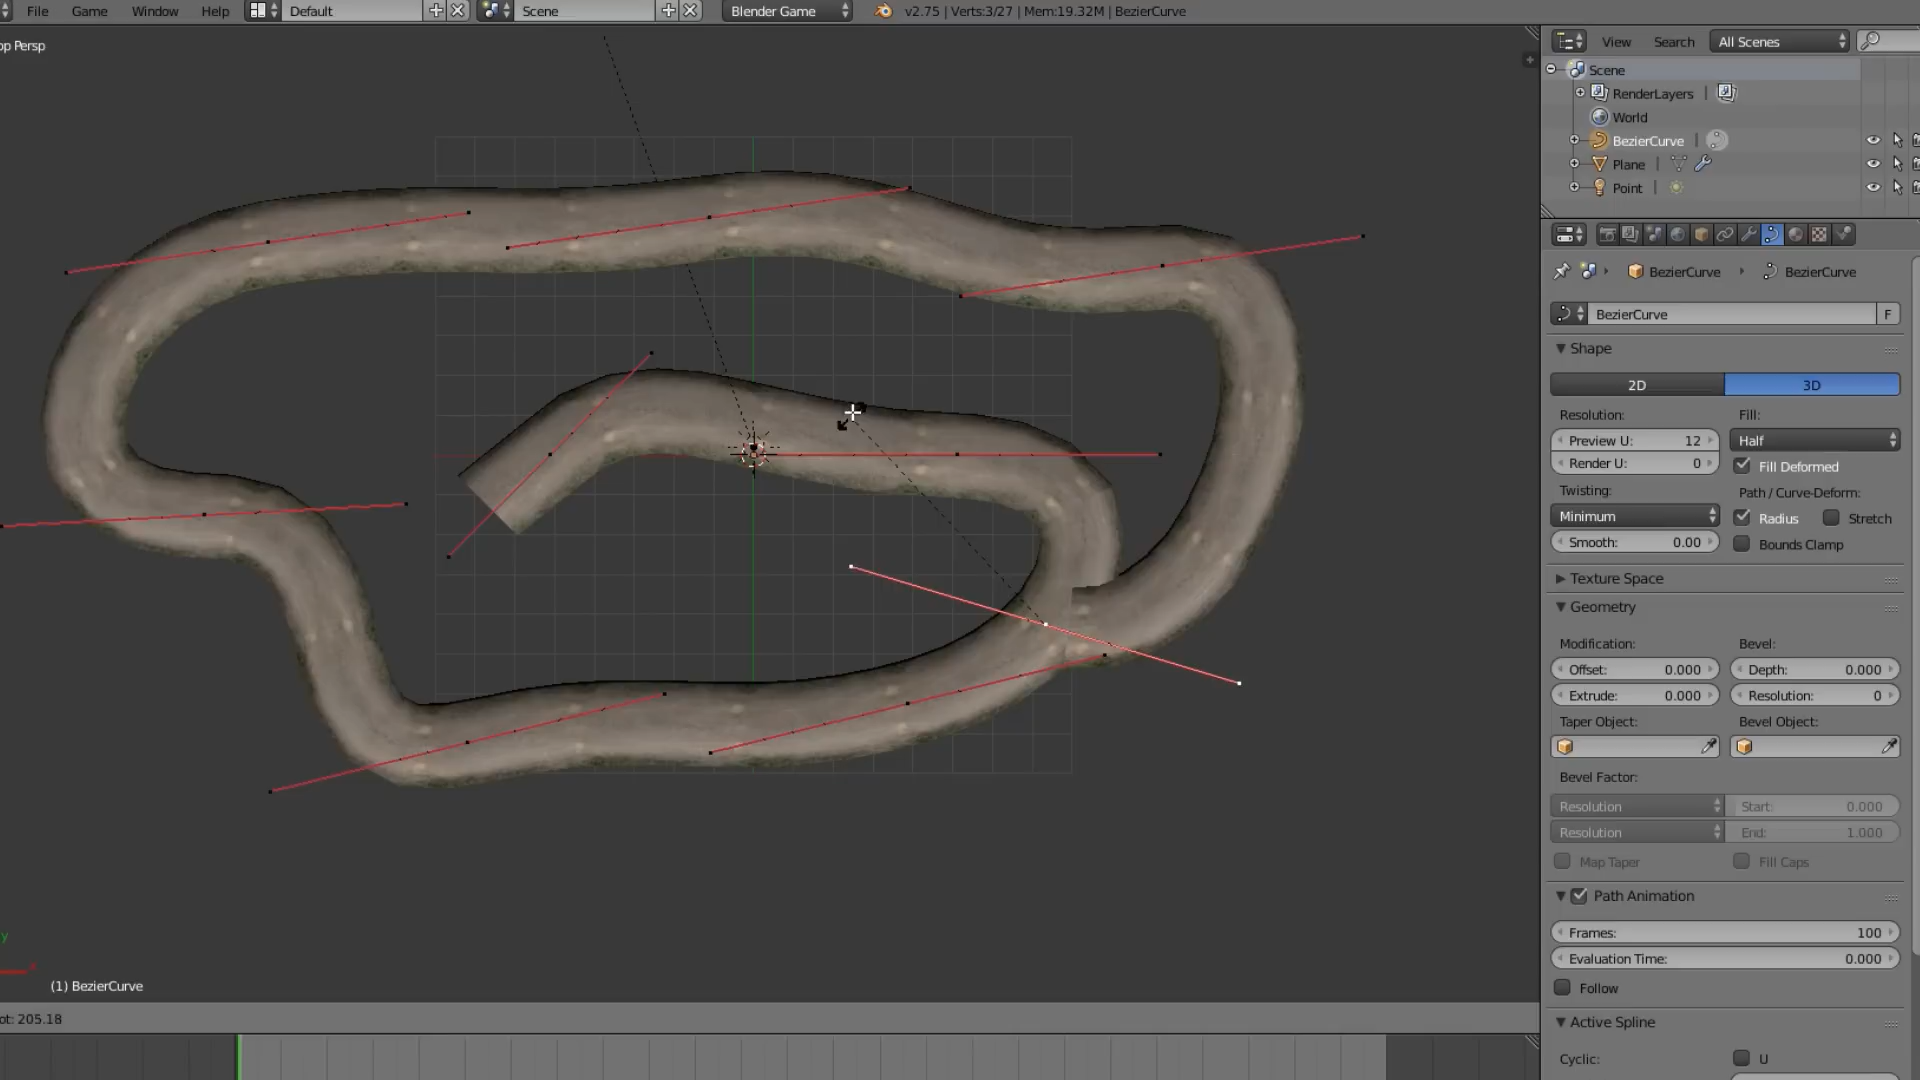 File Game Window Help Default Scene Blender Game v2.75 | Verts:3/27 | Mem:19.32M | BezierCurve
op Persp
View Search All Scenes
Scene
RenderLayers |
World
BezierCurve |
Plane |
Point |
BezierCurve BezierCurve
BezierCurve F
Shape
2D 3D
Resolution: Fill:
Preview U: 12 Half
Render U: 0 Fill Deformed
Twisting: Path / Curve-Deform:
Minimum Radius Stretch
Smooth: 0.00 Bounds Clamp
Texture Space
Geometry
Modification: Bevel:
Offset: 0.000 Depth: 0.000
Extrude: 0.000 Resolution: 0
Taper Object: Bevel Object:
Bevel Factor:
Resolution Start: 0.000
Resolution End: 1.000
Map Taper Fill Caps
Path Animation
Frames: 100
Evaluation Time: 0.000
Follow
Active Spline
Cyclic: U
y
x
(1) BezierCurve
ot: 205.18